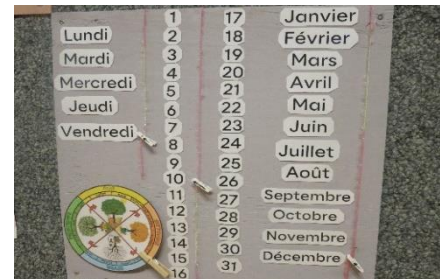 Lundi
Mardi
Mercredi
Jeudi
Vendredi
1
2
3
4
5
6
7
8
9
10
11
12
13
14
15
16
17
18
19
20
21
22
23
24
25
26
27
28
29
30
31
Janvier
Février
Mars
Avril
Mai
Juin
Juillet
Août
Septembre
Octobre
Novembre
Décembre